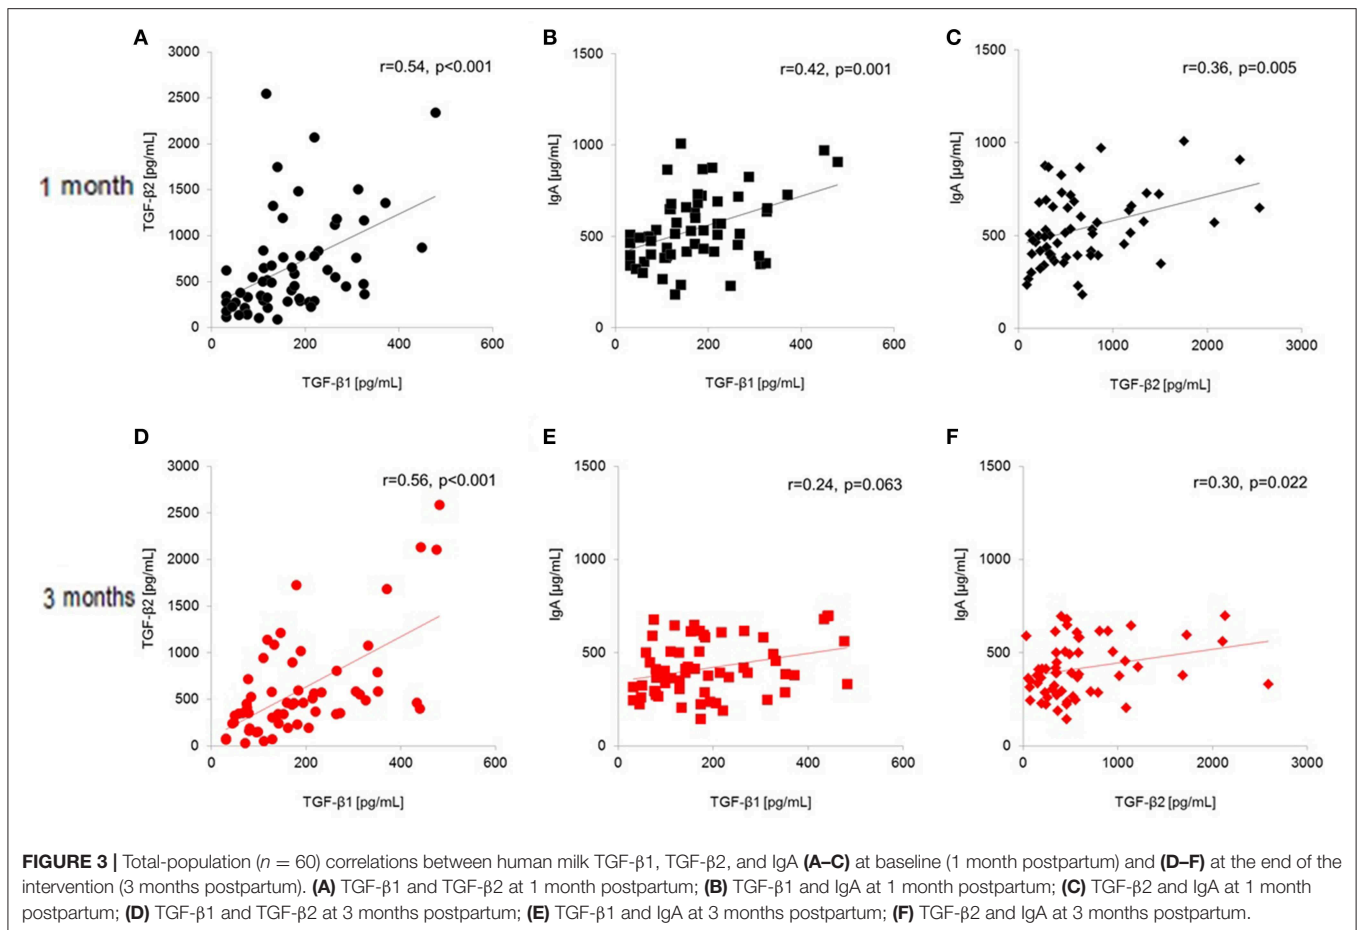 A
B
C
3000
2500
2000
1500
1000
500
0
0
200
400
600
TGF-β2 [pg/mL]
TGF-β1 [pg/mL]
r=0.54, p<0.001
1500
1000
500
0
0
200
400
600
IgA [µg/mL]
TGF-β1 [pg/mL]
r=0.42, p=0.001
1500
1000
500
0
0
1000
2000
3000
IgA [µg/mL]
TGF-β2 [pg/mL]
r=0.36, p=0.005
1 month
D
E
F
3000
2500
2000
1500
1000
500
0
0
200
400
600
TGF-β2 [pg/mL]
TGF-β1 [pg/mL]
r=0.56, p<0.001
1500
1000
500
0
0
200
400
600
IgA [µg/mL]
TGF-β1 [pg/mL]
r=0.24, p=0.063
1500
1000
500
0
0
1000
2000
3000
IgA [µg/mL]
TGF-β2 [pg/mL]
r=0.30, p=0.022
3 months
FIGURE 3 | Total-population (n = 60) correlations between human milk TGF-β1, TGF-β2, and IgA (A–C) at baseline (1 month postpartum) and (D–F) at the end of the
intervention (3 months postpartum). (A) TGF-β1 and TGF-β2 at 1 month postpartum; (B) TGF-β1 and IgA at 1 month postpartum; (C) TGF-β2 and IgA at 1 month
postpartum; (D) TGF-β1 and TGF-β2 at 3 months postpartum; (E) TGF-β1 and IgA at 3 months postpartum; (F) TGF-β2 and IgA at 3 months postpartum.